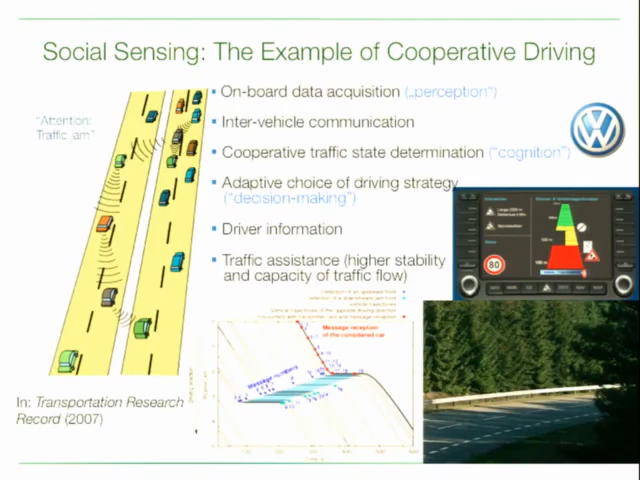 Social Sensing: The Example of Cooperative Driving
"Attention:
Traffic jam"
On-board data acquisition („perception“)
Inter-vehicle communication
Cooperative traffic state determination (“cognition”)
Adaptive choice of driving strategy
(“decision-making”)
Driver information
Traffic assistance (higher stability
and capacity of traffic flow)
80
Message reception
of the considered car
Message numbers
In: Transportation Research
Record (2007)